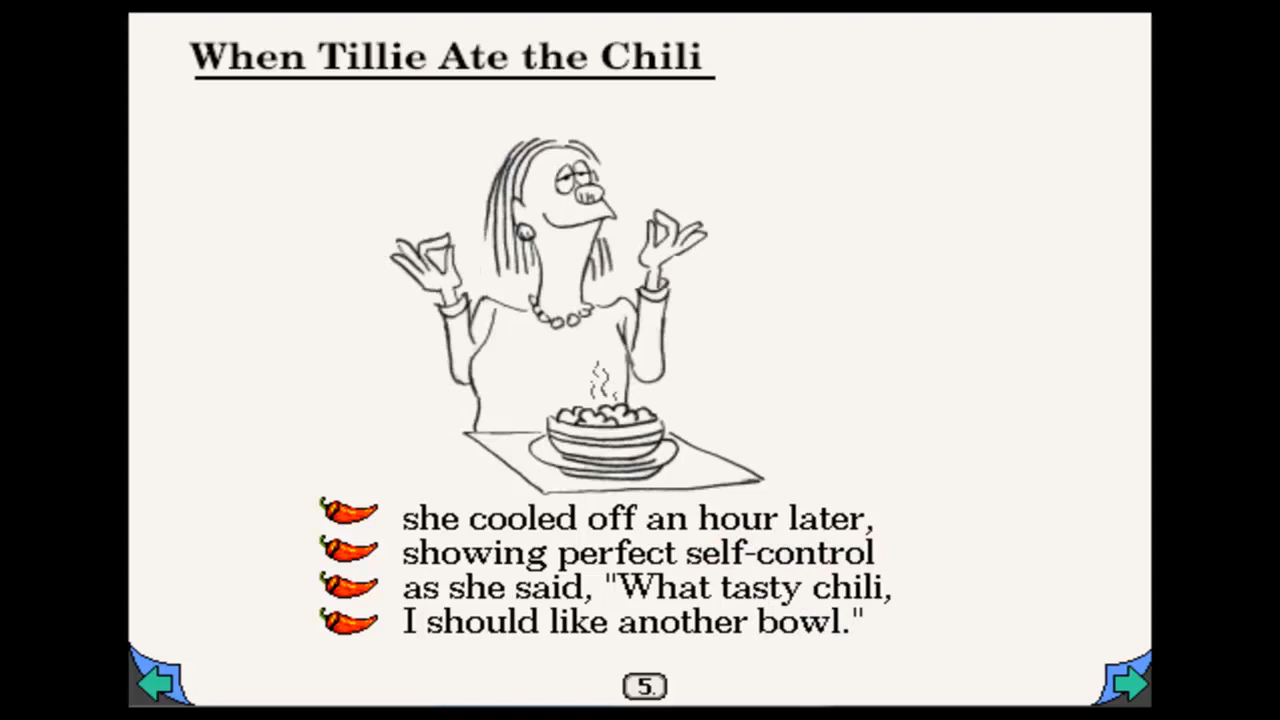 When Tillie Ate the Chili
she cooled off an hour later,
showing perfect self-control
as she said, "What tasty chili,
I should like another bowl."
5.